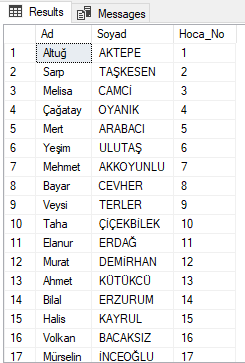 Results Messages
Ad Soyad Hoca_No
1 Altuğ AKTEPE 1
2 Sarp TAŞKESEN 2
3 Melisa CAMCİ 3
4 Çağatay OYANIK 4
5 Mert ARABACI 5
6 Yeşim ULUTAŞ 6
7 Mehmet AKKOYUNLU 7
8 Bayar CEVHER 8
9 Veysi TERLER 9
10 Taha ÇİÇEKBİLEK 10
11 Elanur ERDAĞ 11
12 Murat DEMİRHAN 12
13 Ahmet KÜTÜKCÜ 13
14 Bilal ERZURUM 14
15 Halis KAYRUL 15
16 Volkan BACAKSIZ 16
17 Mürselin İNCEOĞLU 17